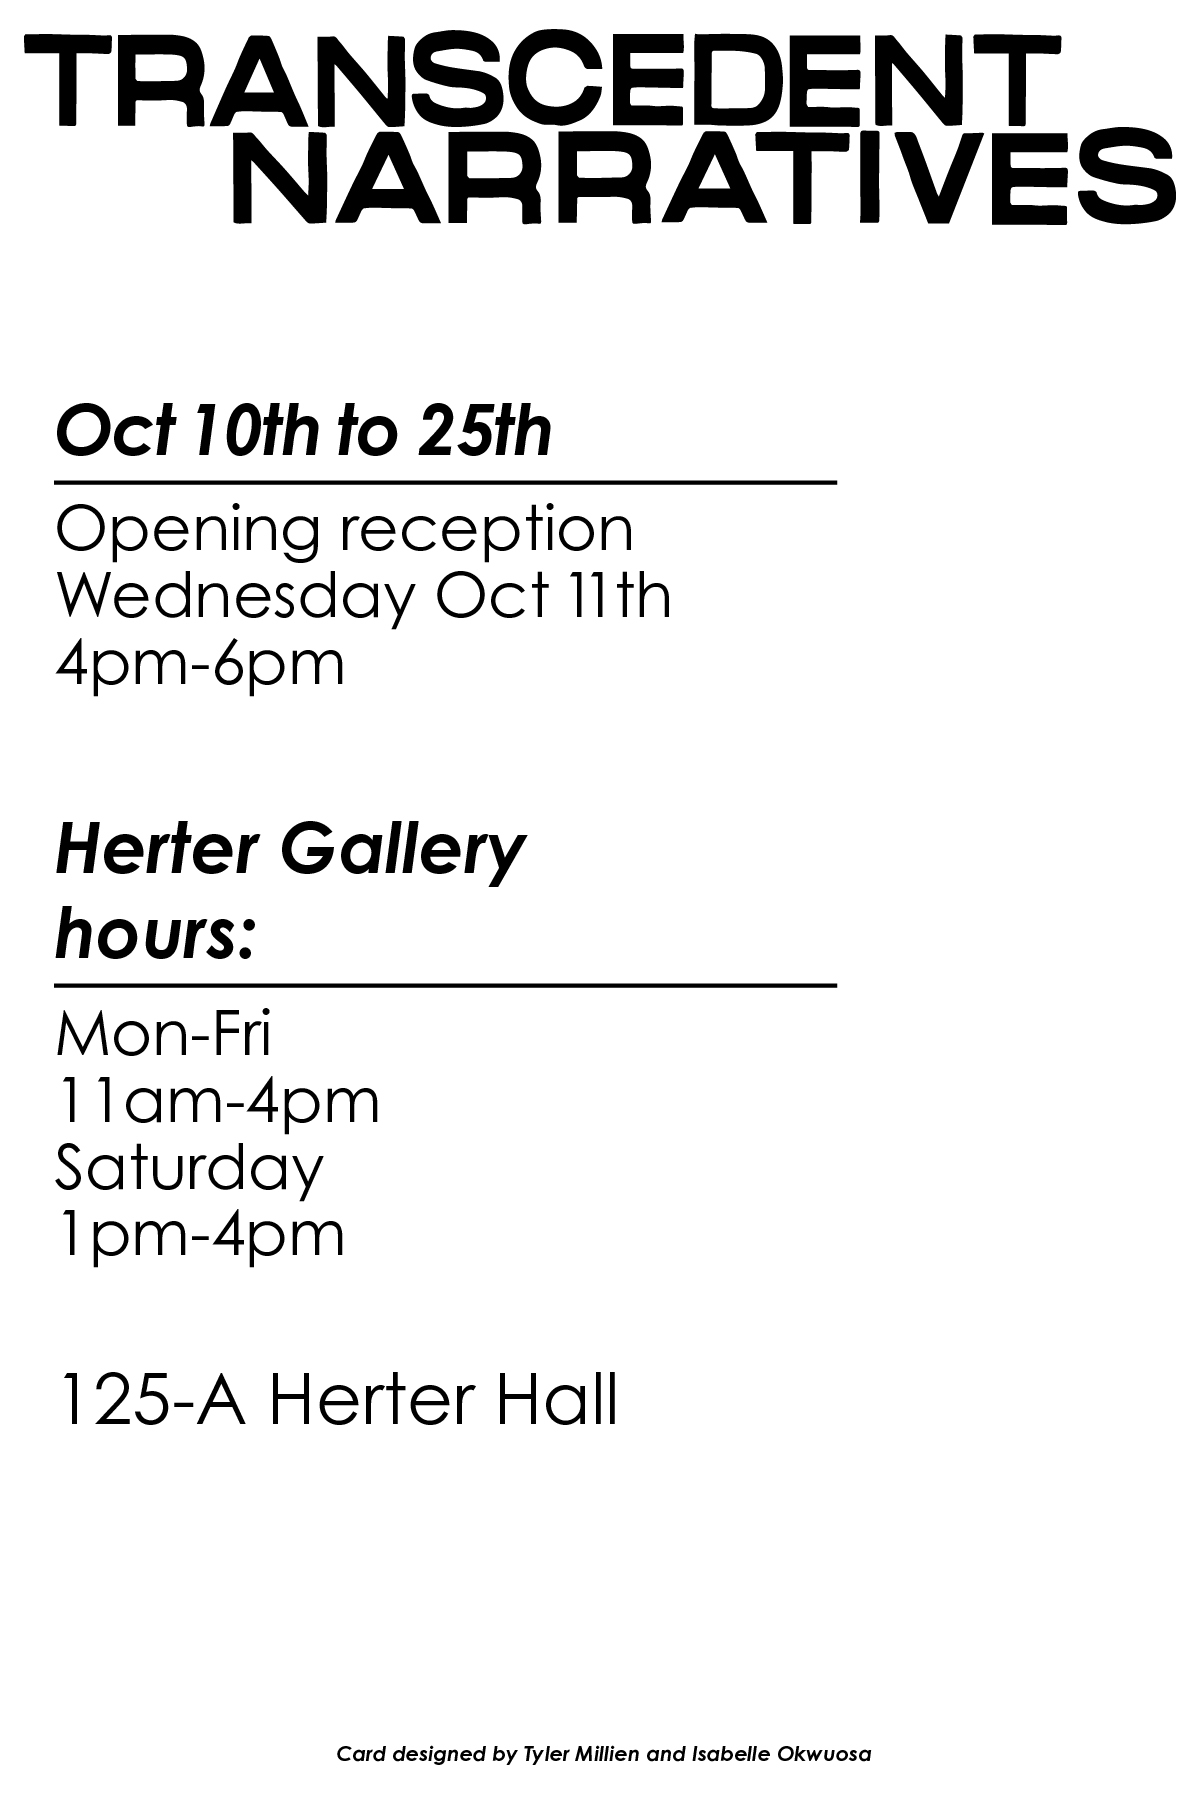 TRANSCEDENT
NARRATIVES
Oct 10th to 25th
Opening reception
Wednesday Oct 11th
4pm-6pm
Herter Gallery
hours:
Mon-Fri
11am-4pm
Saturday
1pm-4pm
125-A Herter Hall
Card designed by Tyler Millien and Isabelle Okwuosa